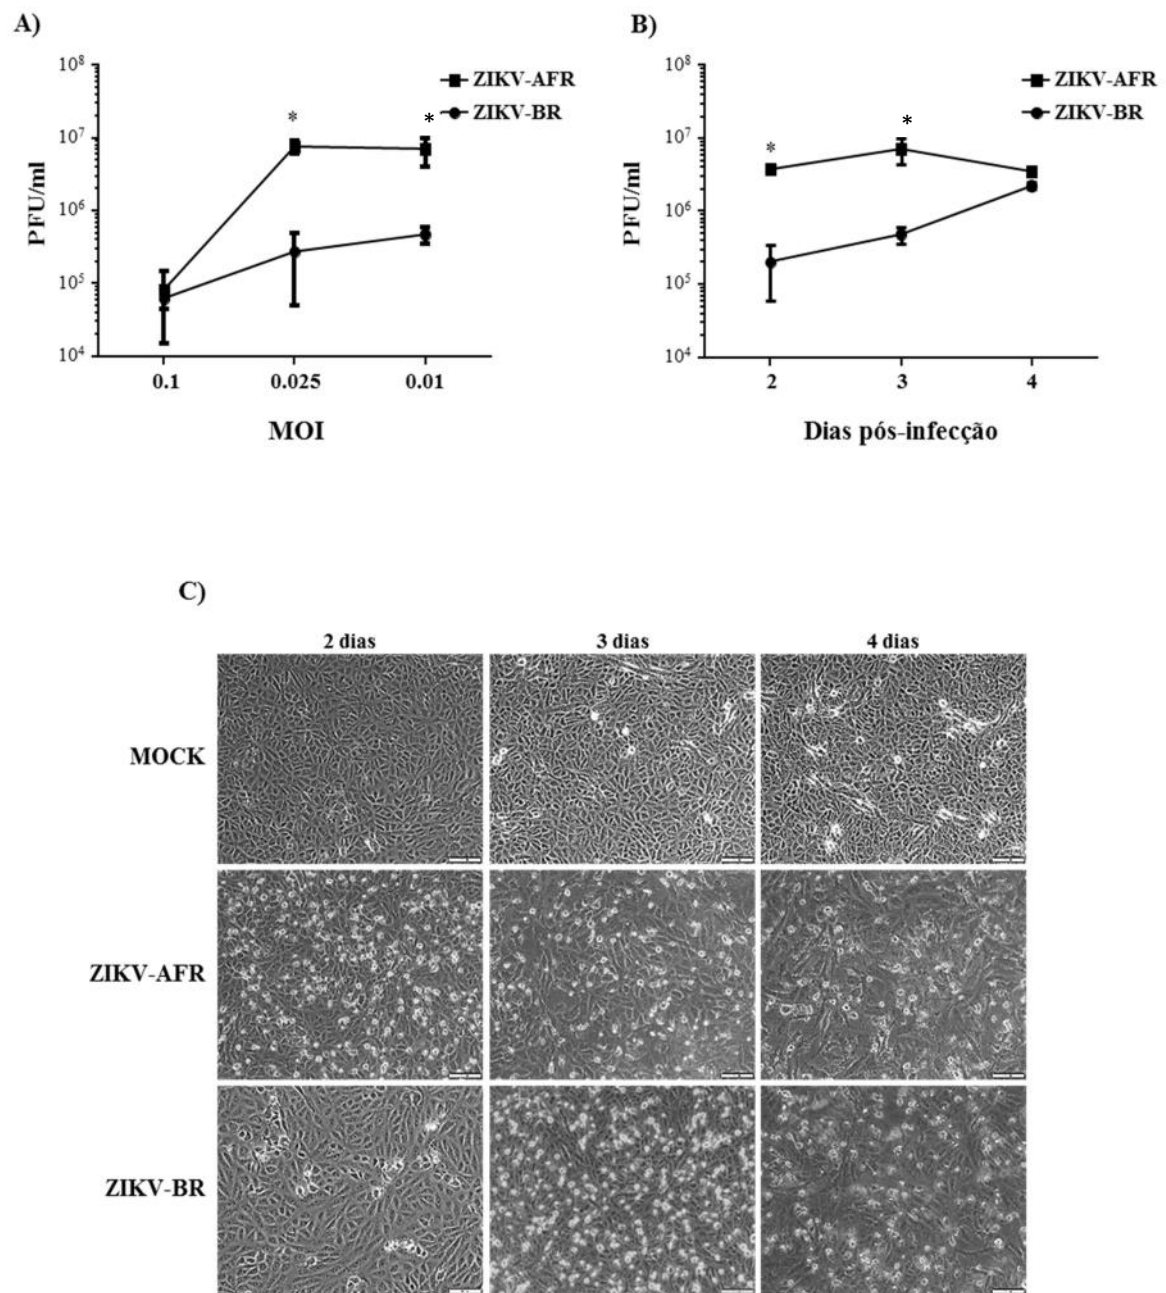 A)
10⁸
10⁷
10⁶
10⁵
10⁴
PFU/ml
ZIKV-AFR
ZIKV-BR
*
*
0.1 0.025 0.01
MOI
B)
10⁸
10⁷
10⁶
10⁵
10⁴
PFU/ml
ZIKV-AFR
ZIKV-BR
*
*
2 3 4
Dias pós-infecção
C)
2 dias 3 dias 4 dias
MOCK
ZIKV-AFR
ZIKV-BR